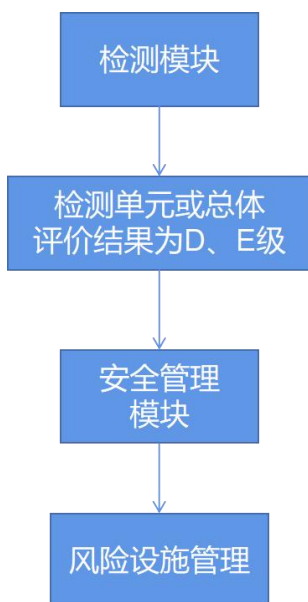 检测模块
检测单元或总体
评价结果为D、E级
安全管理
模块
风险设施管理